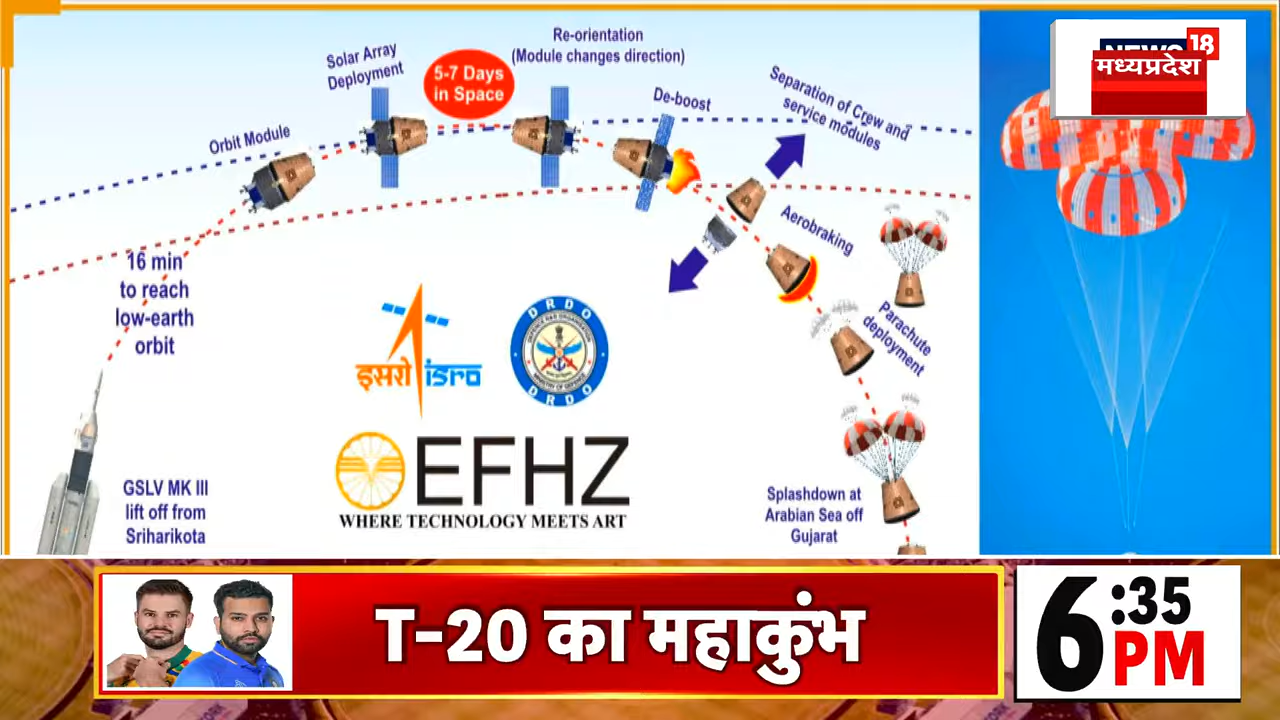 Solar Array
Deployment
5-7 Days
in Space
Re-orientation
(Module changes direction)
De-boost
Separation of Crew and
service modules
Orbit Module
Aerobraking
16 min
to reach
low-earth
orbit
Parachute
deployment
इसरो isro
DRDO
DRDO
EFHZ
WHERE TECHNOLOGY MEETS ART
GSLV MK III
lift off from
Sriharikota
Splashdown at
Arabian Sea off
Gujarat
NEWS 18
मध्यप्रदेश
T-20 का महाकुंभ
6:35
PM